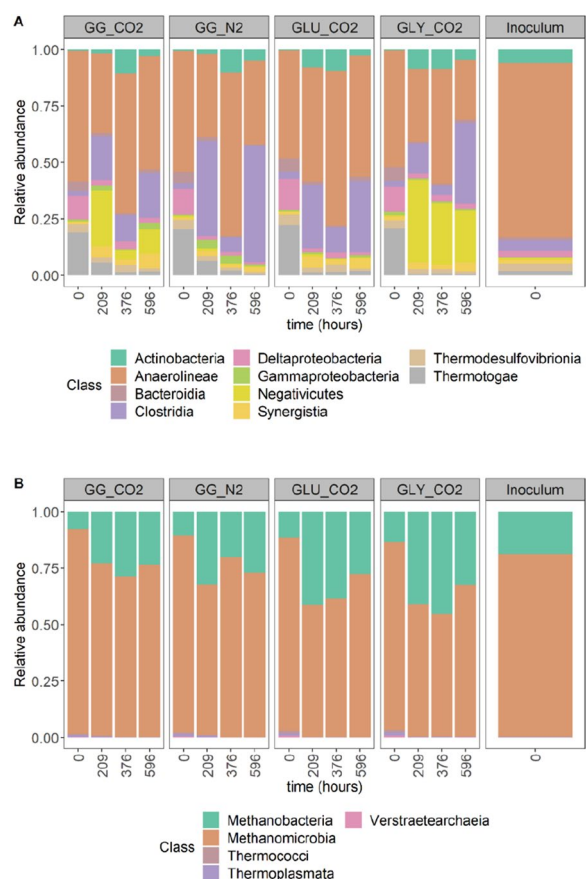 A
GG_CO2 GG_N2 GLU_CO2 GLY_CO2 Inoculum
Relative abundance
1.00
0.75
0.50
0.25
0.00
0 209 376 596 0 209 376 596 0 209 376 596 0 209 376 596 0
time (hours)
Class
Actinobacteria Deltaproteobacteria Thermodesulfovibrionia
Anaerolineae Gammaproteobacteria Thermotogae
Bacteroidia Negativicutes
Clostridia Synergistia
B
GG_CO2 GG_N2 GLU_CO2 GLY_CO2 Inoculum
Relative abundance
1.00
0.75
0.50
0.25
0.00
0 209 376 596 0 209 376 596 0 209 376 596 0 209 376 596 0
time (hours)
Class
Methanobacteria Verstraetearchaeia
Methanomicrobia
Thermococci
Thermoplasmata